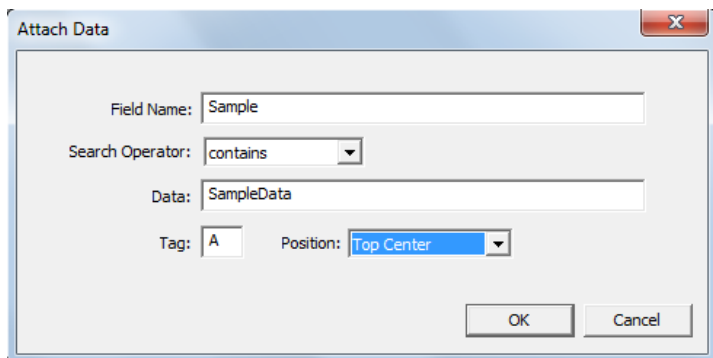 Attach Data
Field Name: Sample
Search Operator: contains
Data: SampleData
Tag: A Position: Top Center
OK Cancel